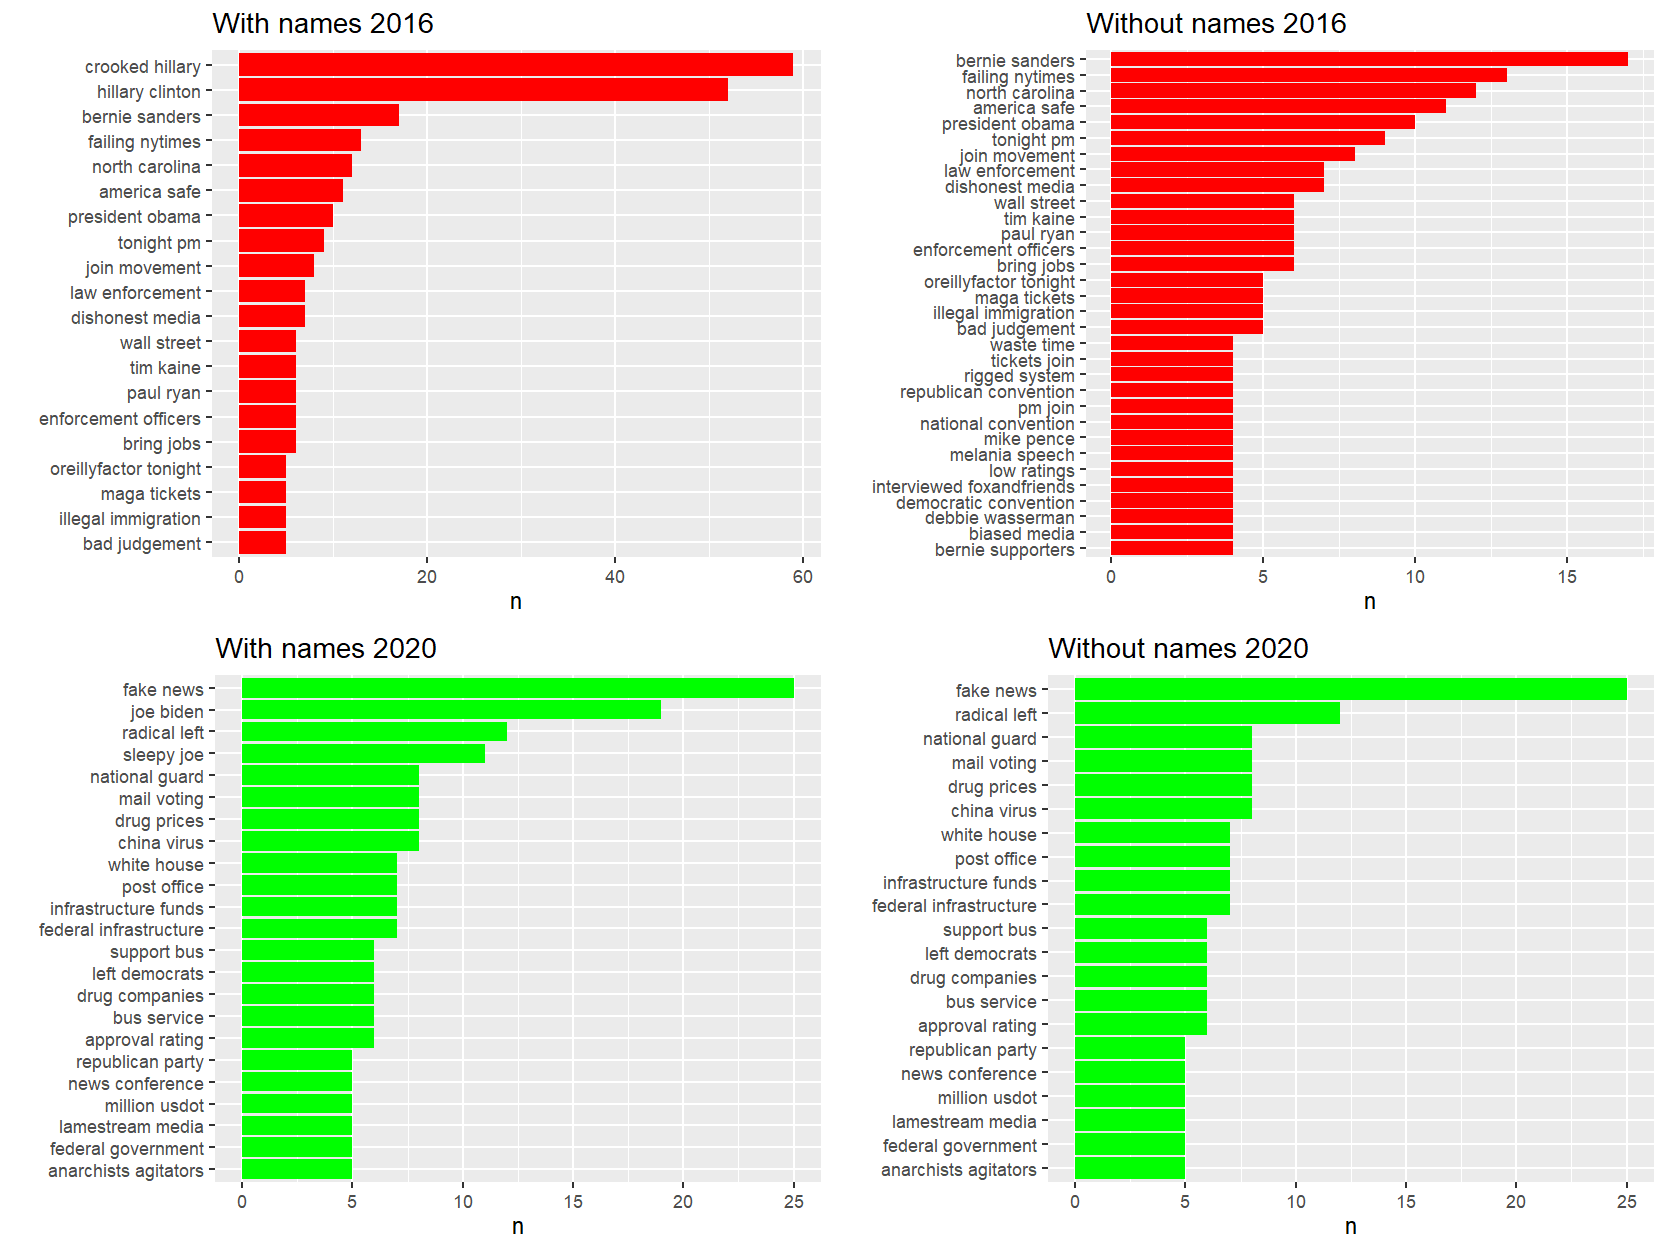 With names 2016
crooked hillary
hillary clinton
bernie sanders
failing nytimes
north carolina
america safe
president obama
tonight pm
join movement
law enforcement
dishonest media
wall street
tim kaine
paul ryan
enforcement officers
bring jobs
oreillyfactor tonight
maga tickets
illegal immigration
bad judgement
0 20 40 60
n
Without names 2016
bernie sanders
failing nytimes
north carolina
america safe
president obama
tonight pm
join movement
law enforcement
dishonest media
wall street
tim kaine
paul ryan
enforcement officers
bring jobs
oreillyfactor tonight
maga tickets
illegal immigration
bad judgement
waste time
tickets join
rigged system
republican convention
pm join
national convention
mike pence
melania speech
low ratings
interviewed foxandfriends
democratic convention
debbie wasserman
biased media
bernie supporters
0 5 10 15
n
With names 2020
fake news
joe biden
radical left
sleepy joe
national guard
mail voting
drug prices
china virus
white house
post office
infrastructure funds
federal infrastructure
support bus
left democrats
drug companies
bus service
approval rating
republican party
news conference
million usdot
lamestream media
federal government
anarchists agitators
0 5 10 15 20 25
n
Without names 2020
fake news
radical left
national guard
mail voting
drug prices
china virus
white house
post office
infrastructure funds
federal infrastructure
support bus
left democrats
drug companies
bus service
approval rating
republican party
news conference
million usdot
lamestream media
federal government
anarchists agitators
0 5 10 15 20 25
n